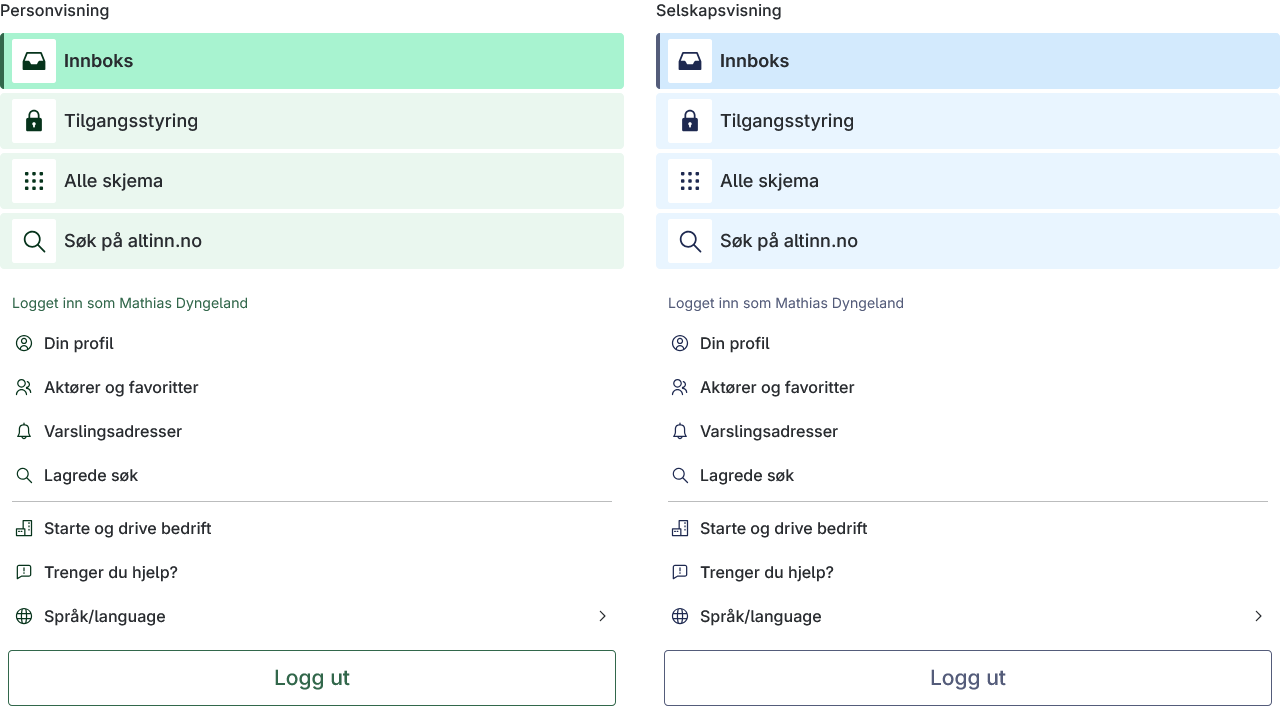 Personvisning
Innboks
Tilgangsstyring
Alle skjema
Søk på altinn.no
Logget inn som Mathias Dyngeland
Din profil
Aktører og favoritter
Varslingsadresser
Lagrede søk
Starte og drive bedrift
Trenger du hjelp?
Språk/language
Logg ut
Selskapsvisning
Innboks
Tilgangsstyring
Alle skjema
Søk på altinn.no
Logget inn som Mathias Dyngeland
Din profil
Aktører og favoritter
Varslingsadresser
Lagrede søk
Starte og drive bedrift
Trenger du hjelp?
Språk/language
Logg ut